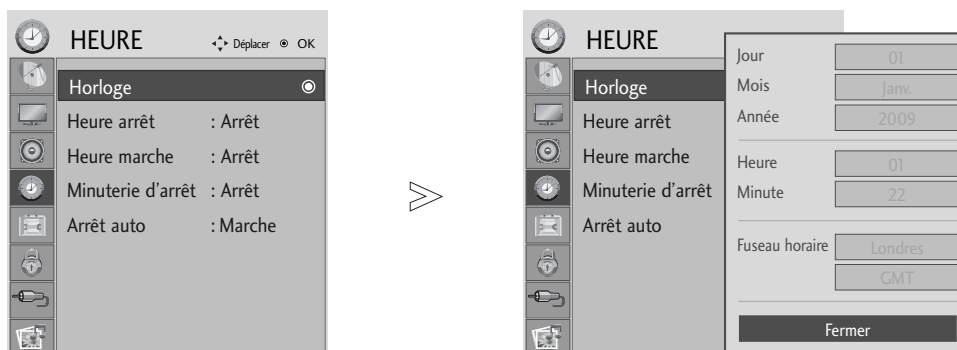 HEURE Déplacer OK
Horloge
Heure arrêt : Arrêt
Heure marche : Arrêt
Minuterie d'arrêt : Arrêt
Arrêt auto : Marche
HEURE
Horloge
Heure arrêt
Heure marche
Minuterie d'arrêt
Arrêt auto
Jour 01
Mois Janv.
Année 2009
Heure 01
Minute 22
Fuseau horaire Londres
GMT
Fermer